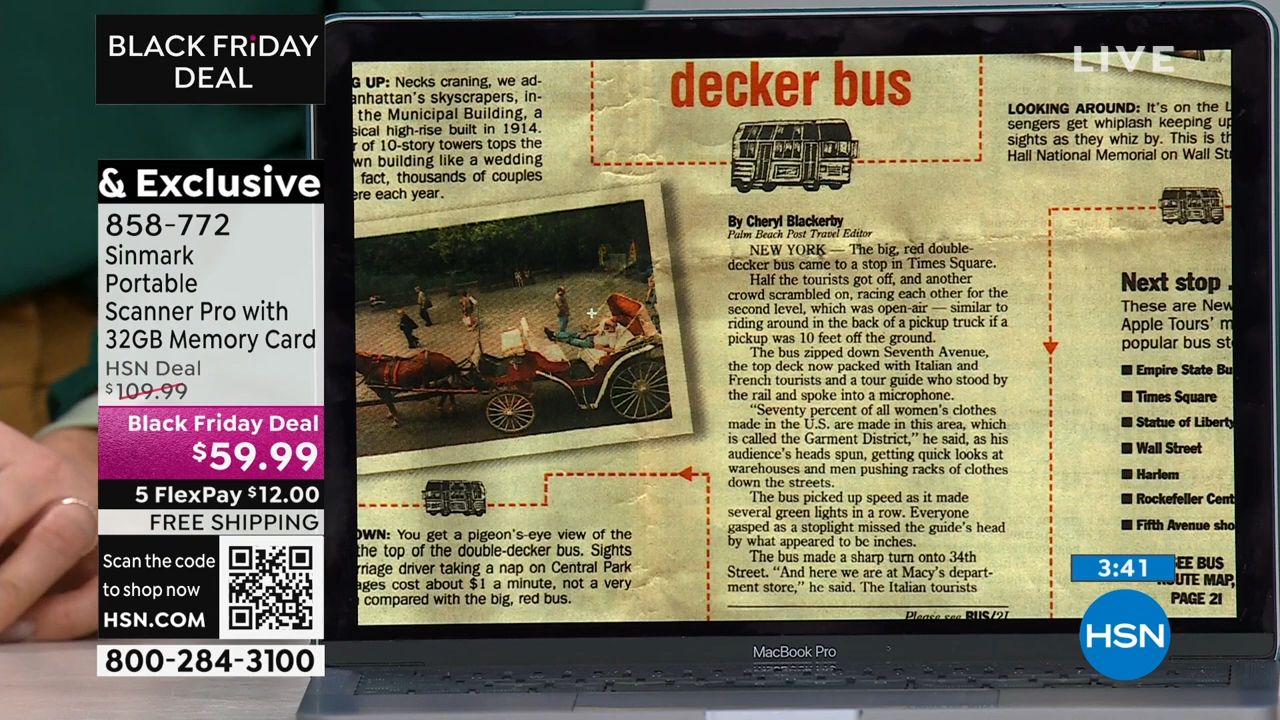 BLACK FRiDAY
DEAL
& Exclusive
858-772
Sinmark
Portable
Scanner Pro with
32GB Memory Card
HSN Deal
$109.99
Black Friday Deal
$59.99
5 FlexPay $12.00
FREE SHIPPING
Scan the code
to shop now
HSN.COM
800-284-3100
LIVE
G UP: Necks craning, we ad-
anhattan's skyscrapers, in-
the Municipal Building, a
sical high-rise built in 1914.
r of 10-story towers tops the
wn building like a wedding
fact, thousands of couples
ere each year.
OWN: You get a pigeon's-eye view of the
the top of the double-decker bus. Sights
rriage driver taking a nap on Central Park
ages cost about $1 a minute, not a very
compared with the big, red bus.
decker bus
By Cheryl Blackerby
Palm Beach Post Travel Editor
NEW YORK — The big, red double-
decker bus came to a stop in Times Square.
Half the tourists got off, and another
crowd scrambled on, racing each other for the
second level, which was open-air — similar to
riding around in the back of a pickup truck if a
pickup was 10 feet off the ground.
The bus zipped down Seventh Avenue,
the top deck now packed with Italian and
French tourists and a tour guide who stood by
the rail and spoke into a microphone.
"Seventy percent of all women's clothes
made in the U.S. are made in this area, which
is called the Garment District," he said, as his
audience's heads spun, getting quick looks at
warehouses and men pushing racks of clothes
down the streets.
The bus picked up speed as it made
several green lights in a row. Everyone
gasped as a stoplight missed the guide's head
by what appeared to be inches.
The bus made a sharp turn onto 34th
Street. "And here we are at Macy's depart-
ment store," he said. The Italian tourists
Please see BUS/21
LOOKING AROUND: It's on the L
sengers get whiplash keeping up
sights as they whiz by. This is th
Hall National Memorial on Wall Str
Next stop .
These are New
Apple Tours' m
popular bus sto
■ Empire State Bu
■ Times Square
■ Statue of Liberty
■ Wall Street
■ Harlem
■ Rockefeller Cent
■ Fifth Avenue sho
SEE BUS
ROUTE MAP,
PAGE 21
3:41
HSN
MacBook Pro